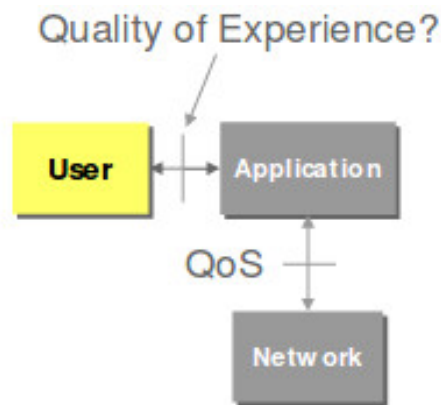 Quality of Experience?
User
Application
QoS
Network